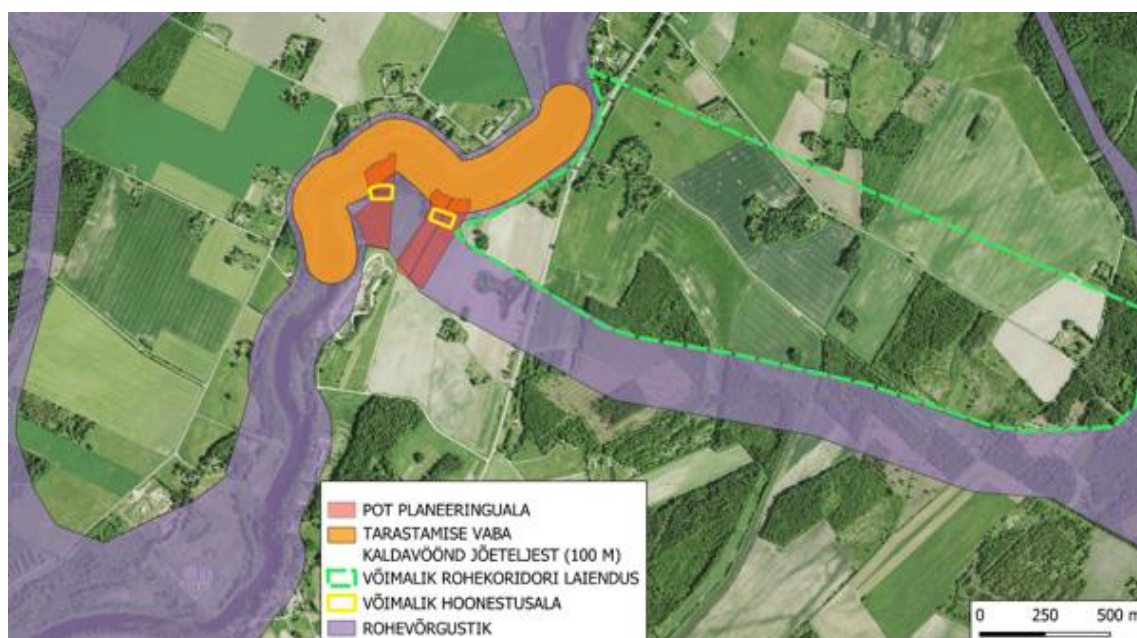 POT PLANEERINGUALA
TARASTAMISE VABA
KALDAVÖÖND JÕETELJEST (100 M)
VÕIMALIK ROHEKORIDORI LAIENDUS
VÕIMALIK HOONESTUSALA
ROHEVÕRGUSTIK
0 250 500 m